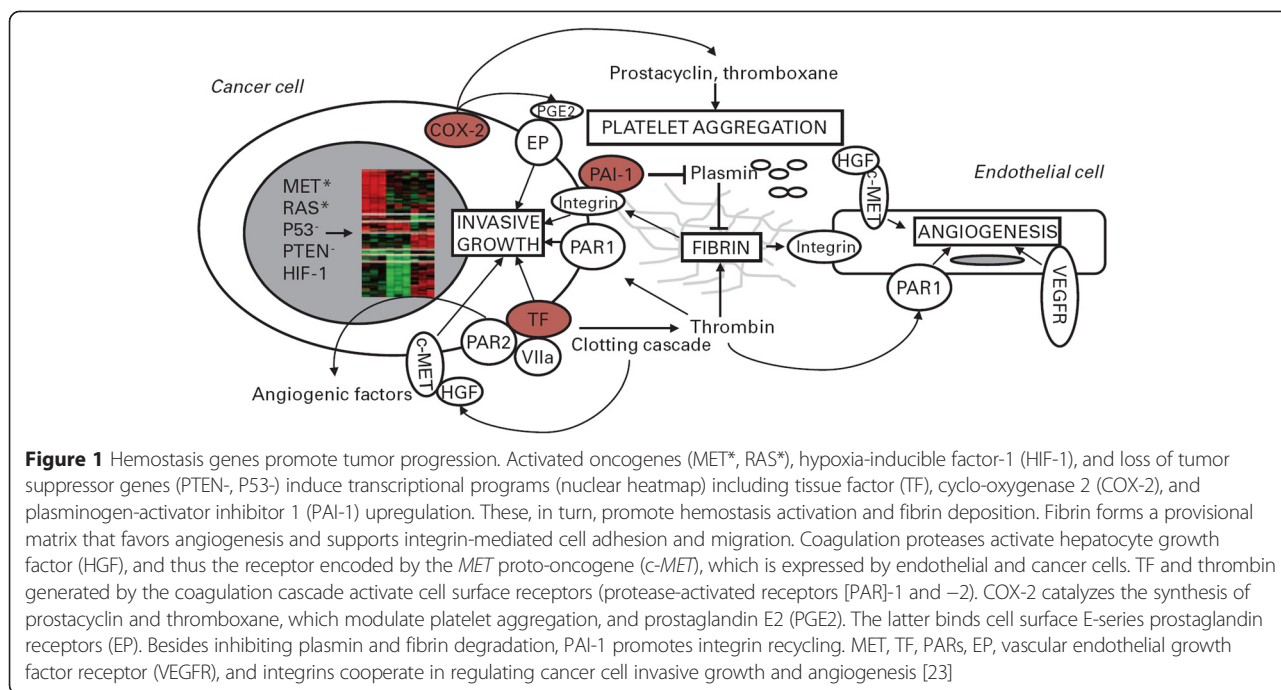 Cancer cell
Prostacyclin, thromboxane
PGE2
COX-2
PLATELET AGGREGATION
EP
HGF
c-MET
Endothelial cell
PAI-1
Plasmin
MET*
RAS*
P53-
PTEN-
HIF-1
Integrin
INVASIVE
GROWTH
PAR1
FIBRIN
Integrin
ANGIOGENESIS
PAR1
VEGFR
TF
Thrombin
PAR2
VIIa
Clotting cascade
c-MET
HGF
Angiogenic factors
Figure 1 Hemostasis genes promote tumor progression. Activated oncogenes (MET*, RAS*), hypoxia-inducible factor-1 (HIF-1), and loss of tumor
suppressor genes (PTEN-, P53-) induce transcriptional programs (nuclear heatmap) including tissue factor (TF), cyclo-oxygenase 2 (COX-2), and
plasminogen-activator inhibitor 1 (PAI-1) upregulation. These, in turn, promote hemostasis activation and fibrin deposition. Fibrin forms a provisional
matrix that favors angiogenesis and supports integrin-mediated cell adhesion and migration. Coagulation proteases activate hepatocyte growth
factor (HGF), and thus the receptor encoded by the MET proto-oncogene (c-MET), which is expressed by endothelial and cancer cells. TF and thrombin
generated by the coagulation cascade activate cell surface receptors (protease-activated receptors [PAR]-1 and −2). COX-2 catalyzes the synthesis of
prostacyclin and thromboxane, which modulate platelet aggregation, and prostaglandin E2 (PGE2). The latter binds cell surface E-series prostaglandin
receptors (EP). Besides inhibiting plasmin and fibrin degradation, PAI-1 promotes integrin recycling. MET, TF, PARs, EP, vascular endothelial growth
factor receptor (VEGFR), and integrins cooperate in regulating cancer cell invasive growth and angiogenesis [23]